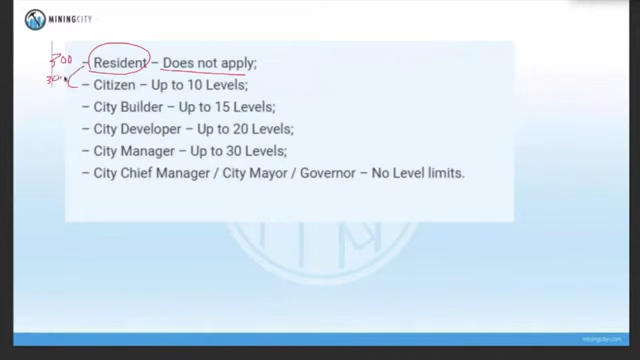 MININGCITY
500 – Resident – Does not apply;
– Citizen – Up to 10 Levels;
– City Builder – Up to 15 Levels;
– City Developer – Up to 20 Levels;
– City Manager – Up to 30 Levels;
– City Chief Manager / City Mayor / Governor – No Level limits.
miningcity.com